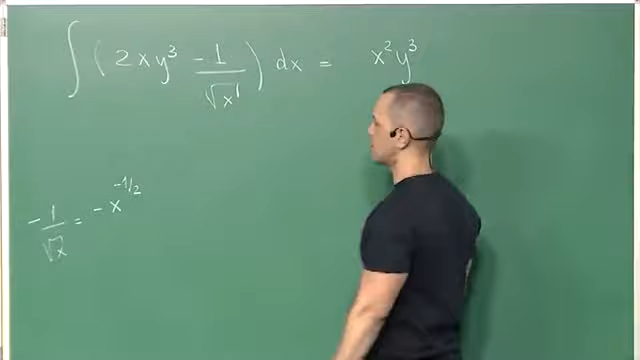 ∫ (2xy³ - 1/√x) dx = x²y³
-1/√x = -x^(-1/2)